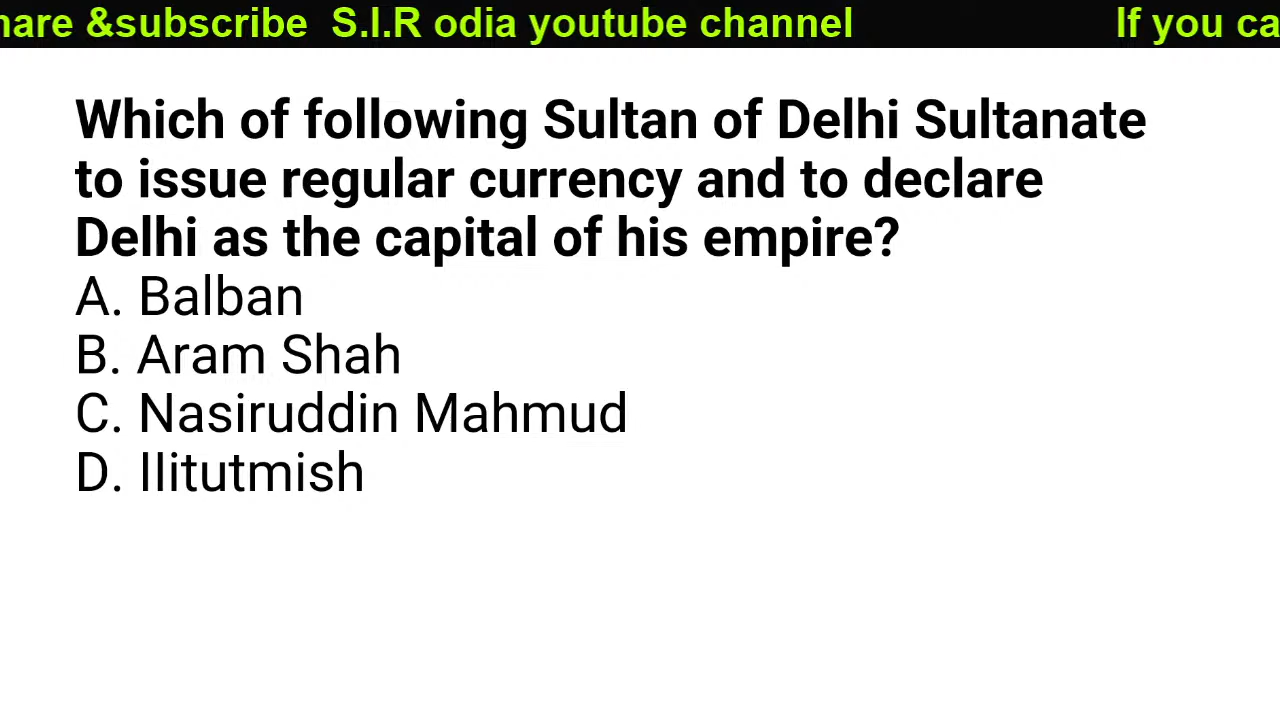 hare &subscribe S.I.R odia youtube channel If you ca
Which of following Sultan of Delhi Sultanate
to issue regular currency and to declare
Delhi as the capital of his empire?
A. Balban
B. Aram Shah
C. Nasiruddin Mahmud
D. IIitutmish